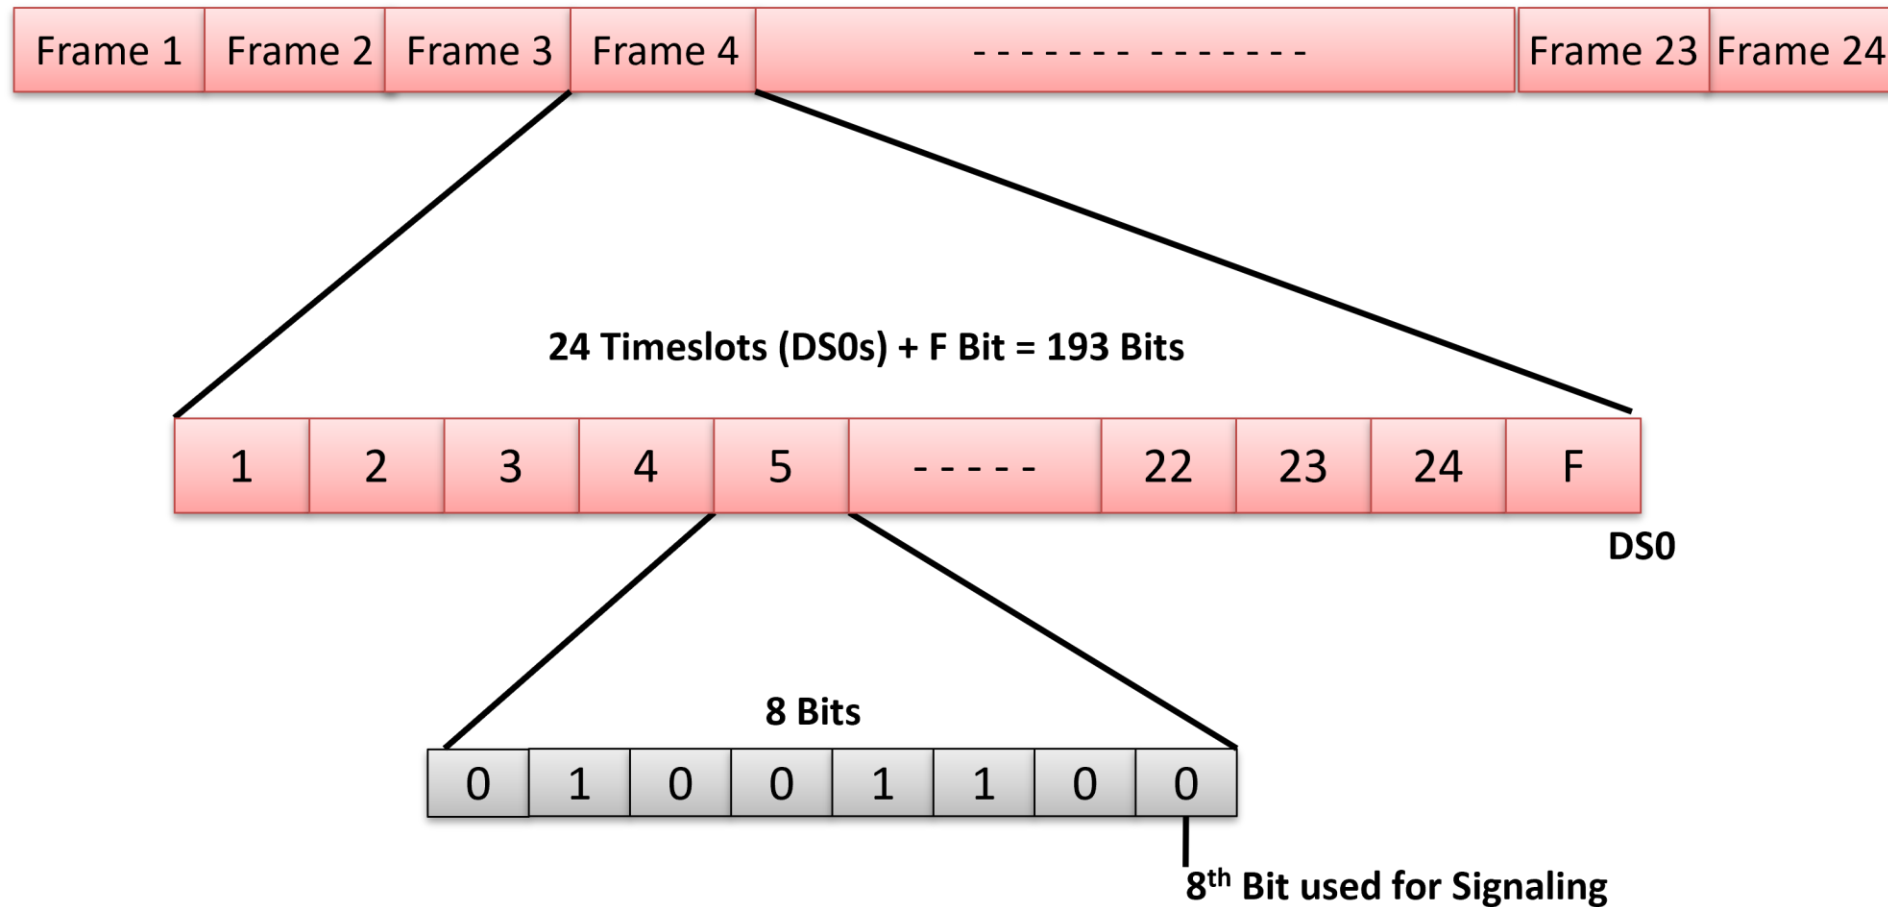 Frame 1 Frame 2 Frame 3 Frame 4 - - - - - - - - - - - - - - Frame 23 Frame 24
24 Timeslots (DS0s) + F Bit = 193 Bits
1 2 3 4 5 - - - - - 22 23 24 F
DS0
8 Bits
0 1 0 0 1 1 0 0
8th Bit used for Signaling